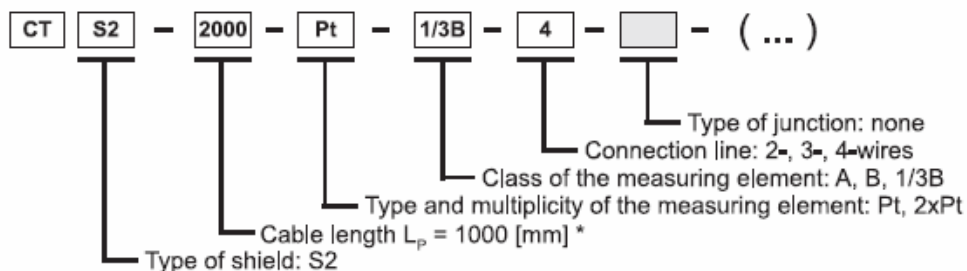 CT S2 - 2000 - Pt - 1/3B - 4 - - (...)
Type of junction: none
Connection line: 2-, 3-, 4-wires
Class of the measuring element: A, B, 1/3B
Type and multiplicity of the measuring element: Pt, 2xPt
Cable length Lₚ = 1000 [mm] *
Type of shield: S2